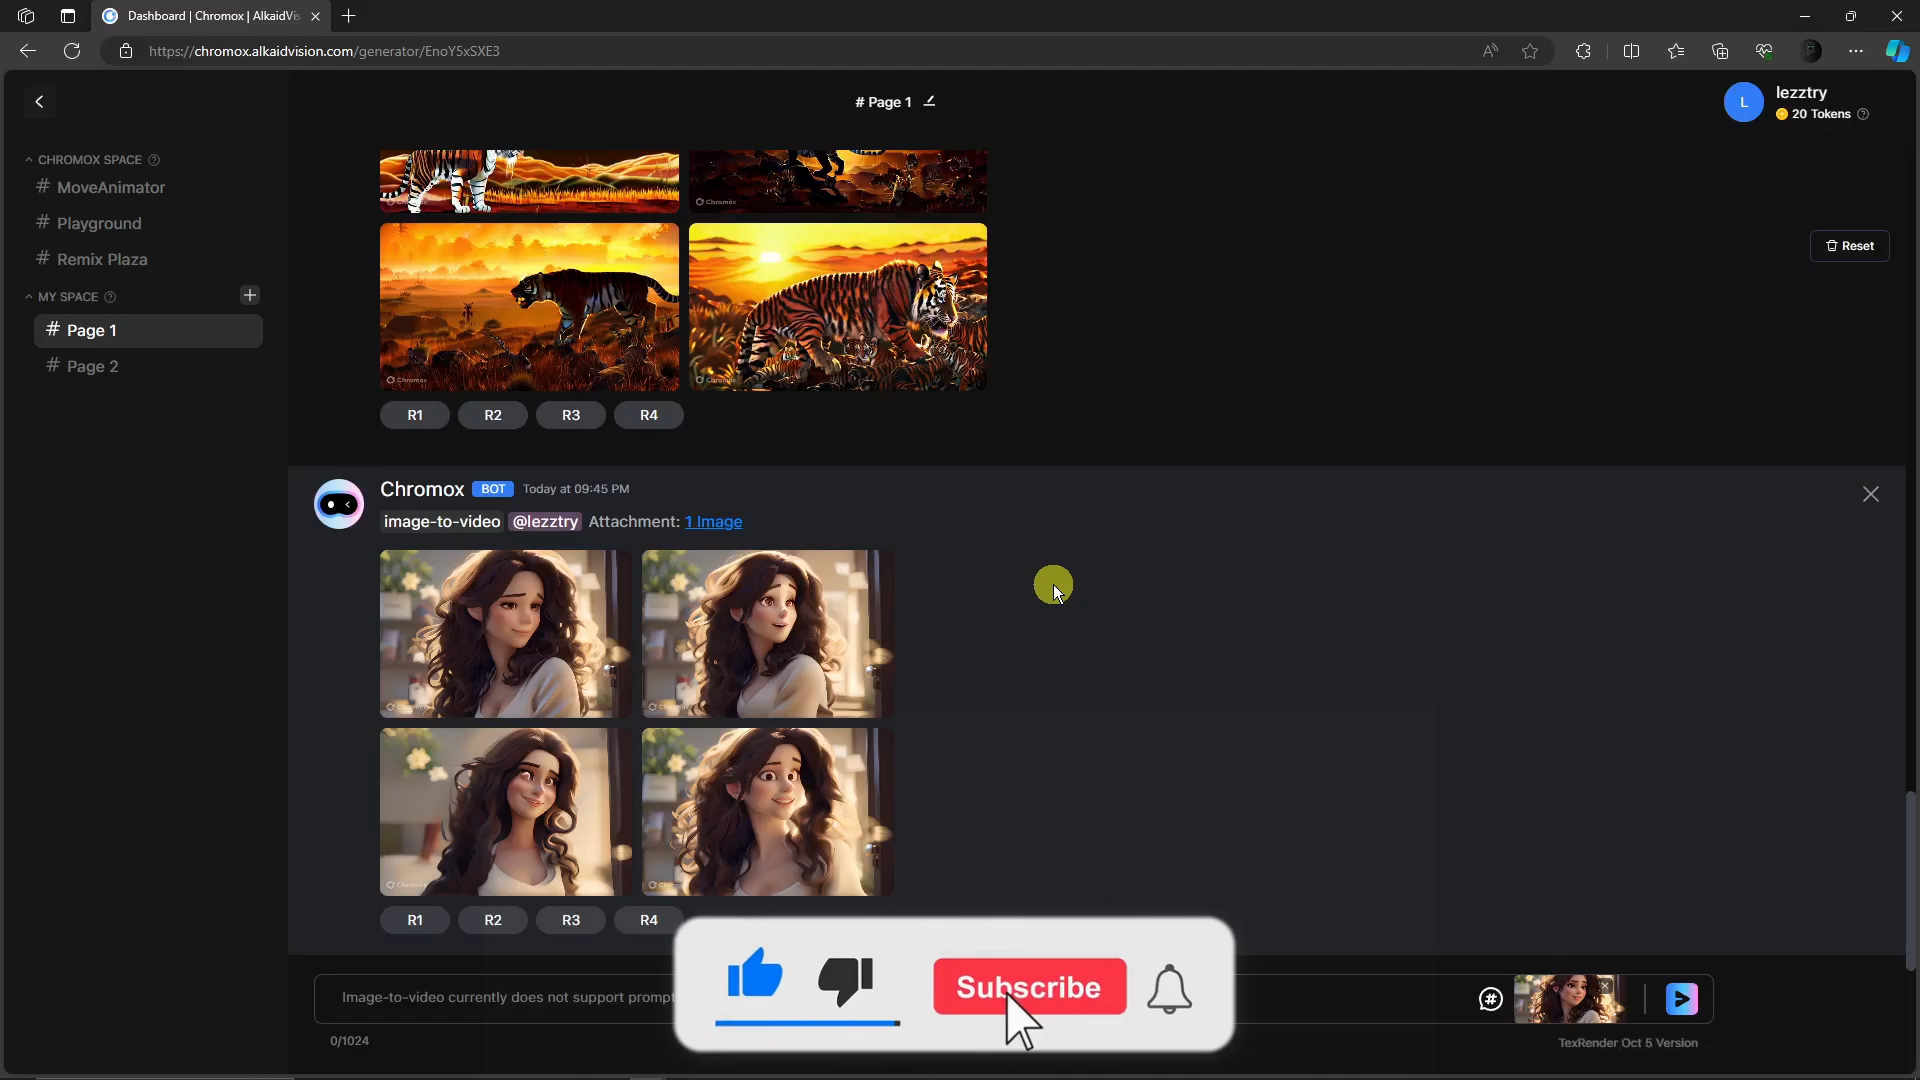 Dashboard | Chromox | AlkaidVis
https://chromox.alkaidvision.com/generator/EnoY5xSXE3
# Page 1
L
lezztry
20 Tokens
CHROMOX SPACE
# MoveAnimator
# Playground
# Remix Plaza
MY SPACE
# Page 1
# Page 2
Reset
Chromox
Chromox
Chromox
R1 R2 R3 R4
Chromox BOT Today at 09:45 PM
image-to-video @lezztry Attachment: 1 Image
R1 R2 R3 R4
Subscribe
Image-to-video currently does not support prompt
0/1024
TexRender Oct 5 Version